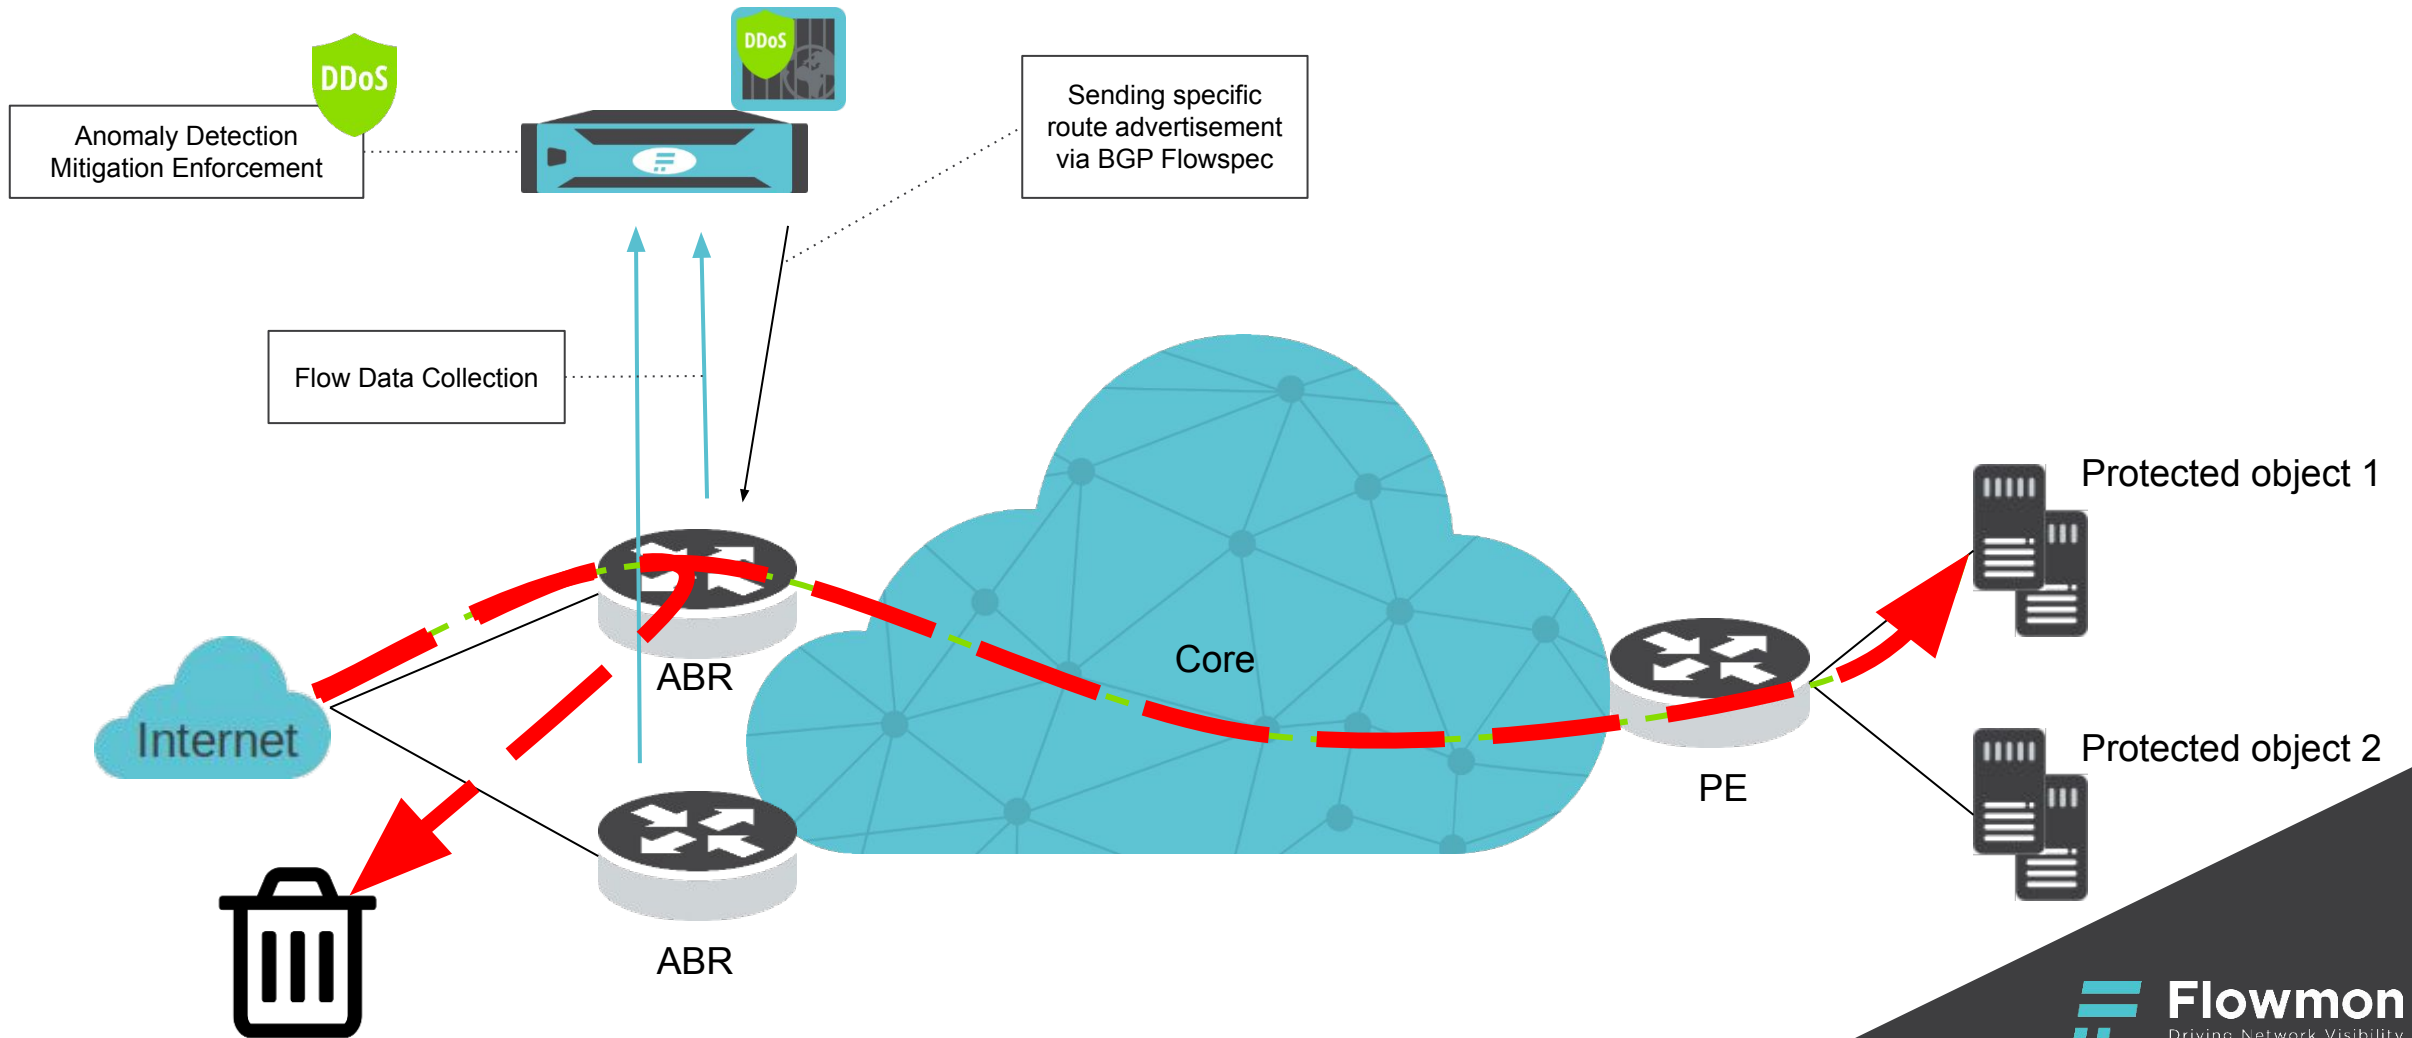 DDoS
DDoS
Anomaly Detection
Mitigation Enforcement
Sending specific
route advertisement
via BGP Flowspec
Flow Data Collection
Protected object 1
Core
ABR
Internet
Protected object 2
PE
ABR
Flowmon
Driving Network Visibility